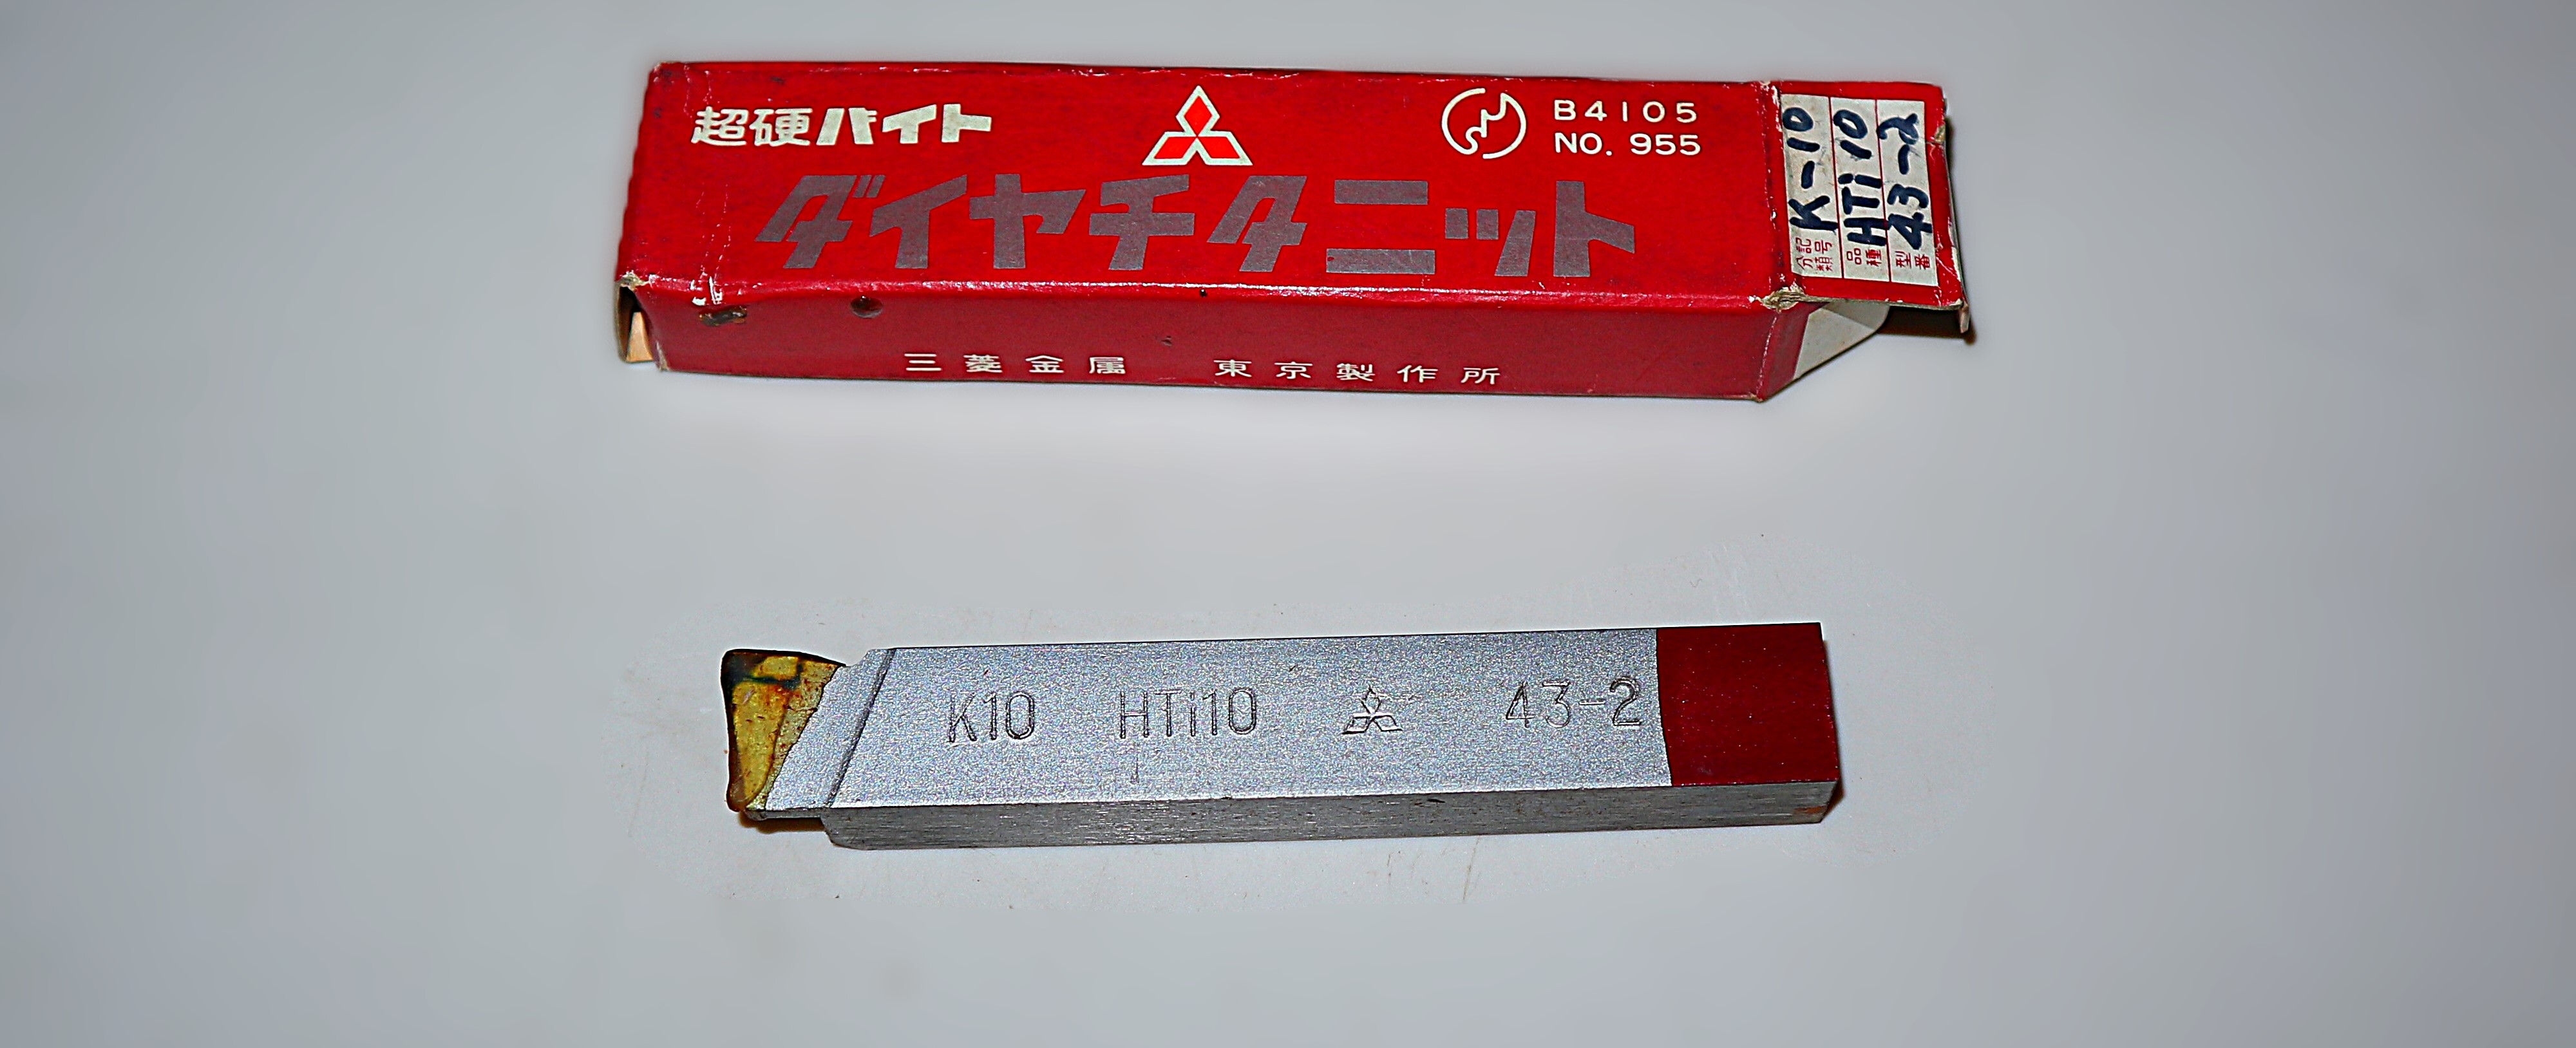 超硬バイト
B4105
NO. 955
ダイヤチタニット
三菱金属 東京製作所
分類記号 K-10
品種 HTi10
型番 43-2
K10 HTi10 43-2